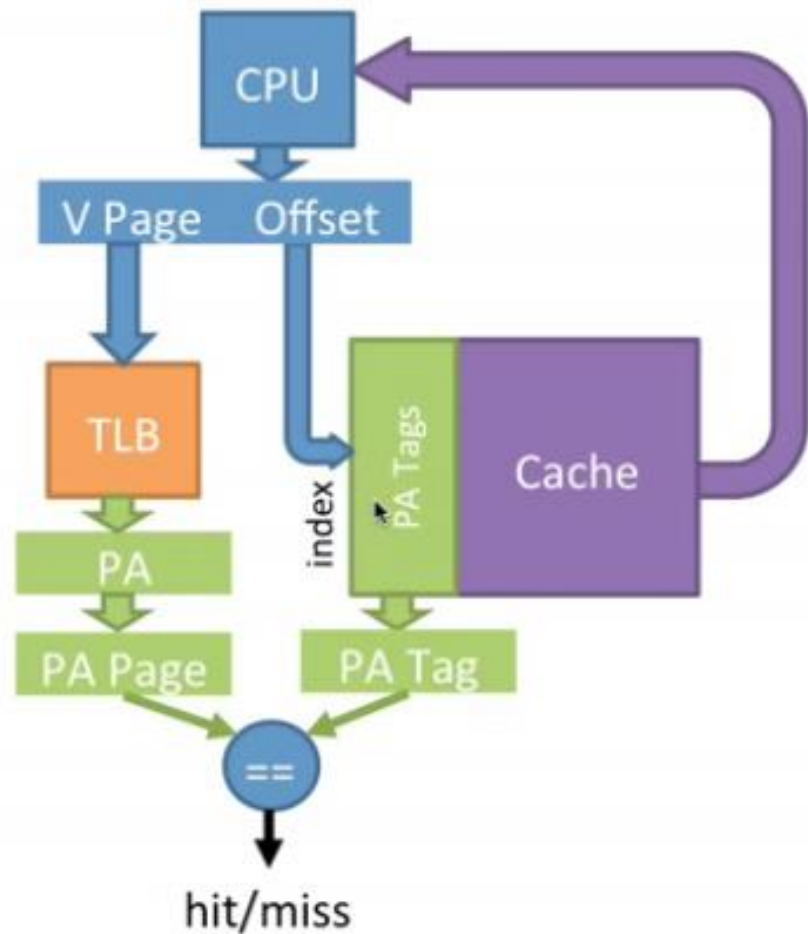 CPU
V Page Offset
TLB
PA Tags
Cache
index
PA
PA Page
PA Tag
==
hit/miss